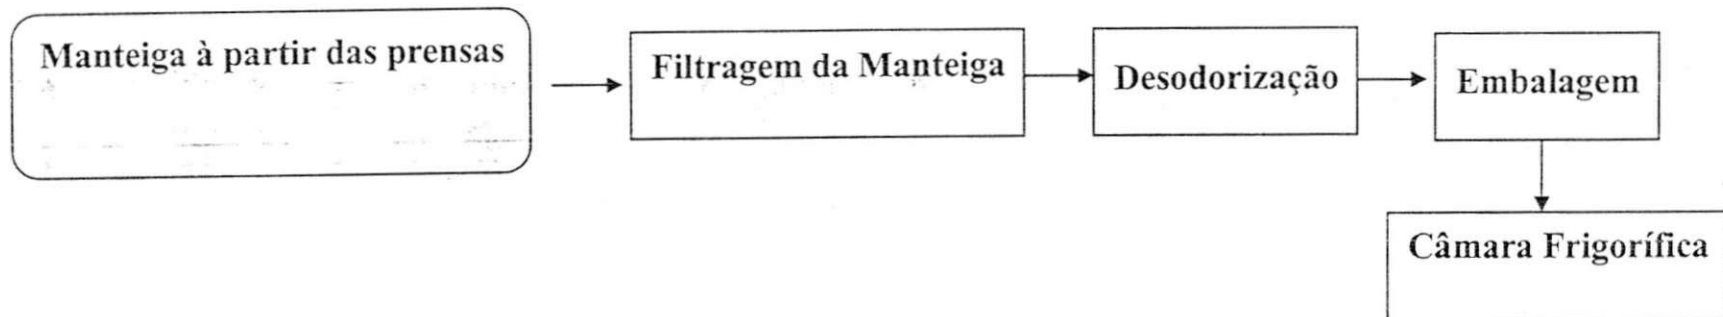 Manteiga à partir das prensas
Filtragem da Manteiga
Desodorização
Embalagem
Câmara Frigorífica